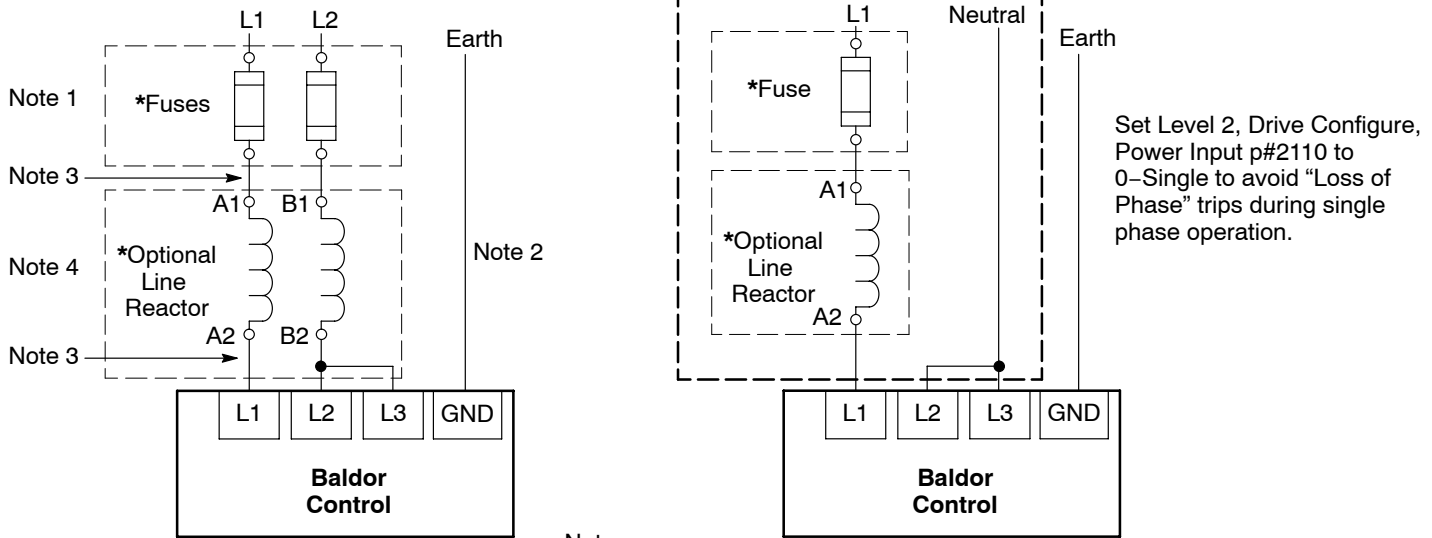 L1 L2
Earth
Note 1
*Fuses
Note 3
A1 B1
Note 4
*Optional
Line
Reactor
Note 2
A2 B2
Note 3
L1 L2 L3 GND
Baldor
Control
L1 Neutral
Earth
*Fuse
A1
*Optional
Line
Reactor
A2
L1 L2 L3 GND
Baldor
Control
Set Level 2, Drive Configure,
Power Input p#2110 to
0–Single to avoid “Loss of
Phase” trips during single
phase operation.